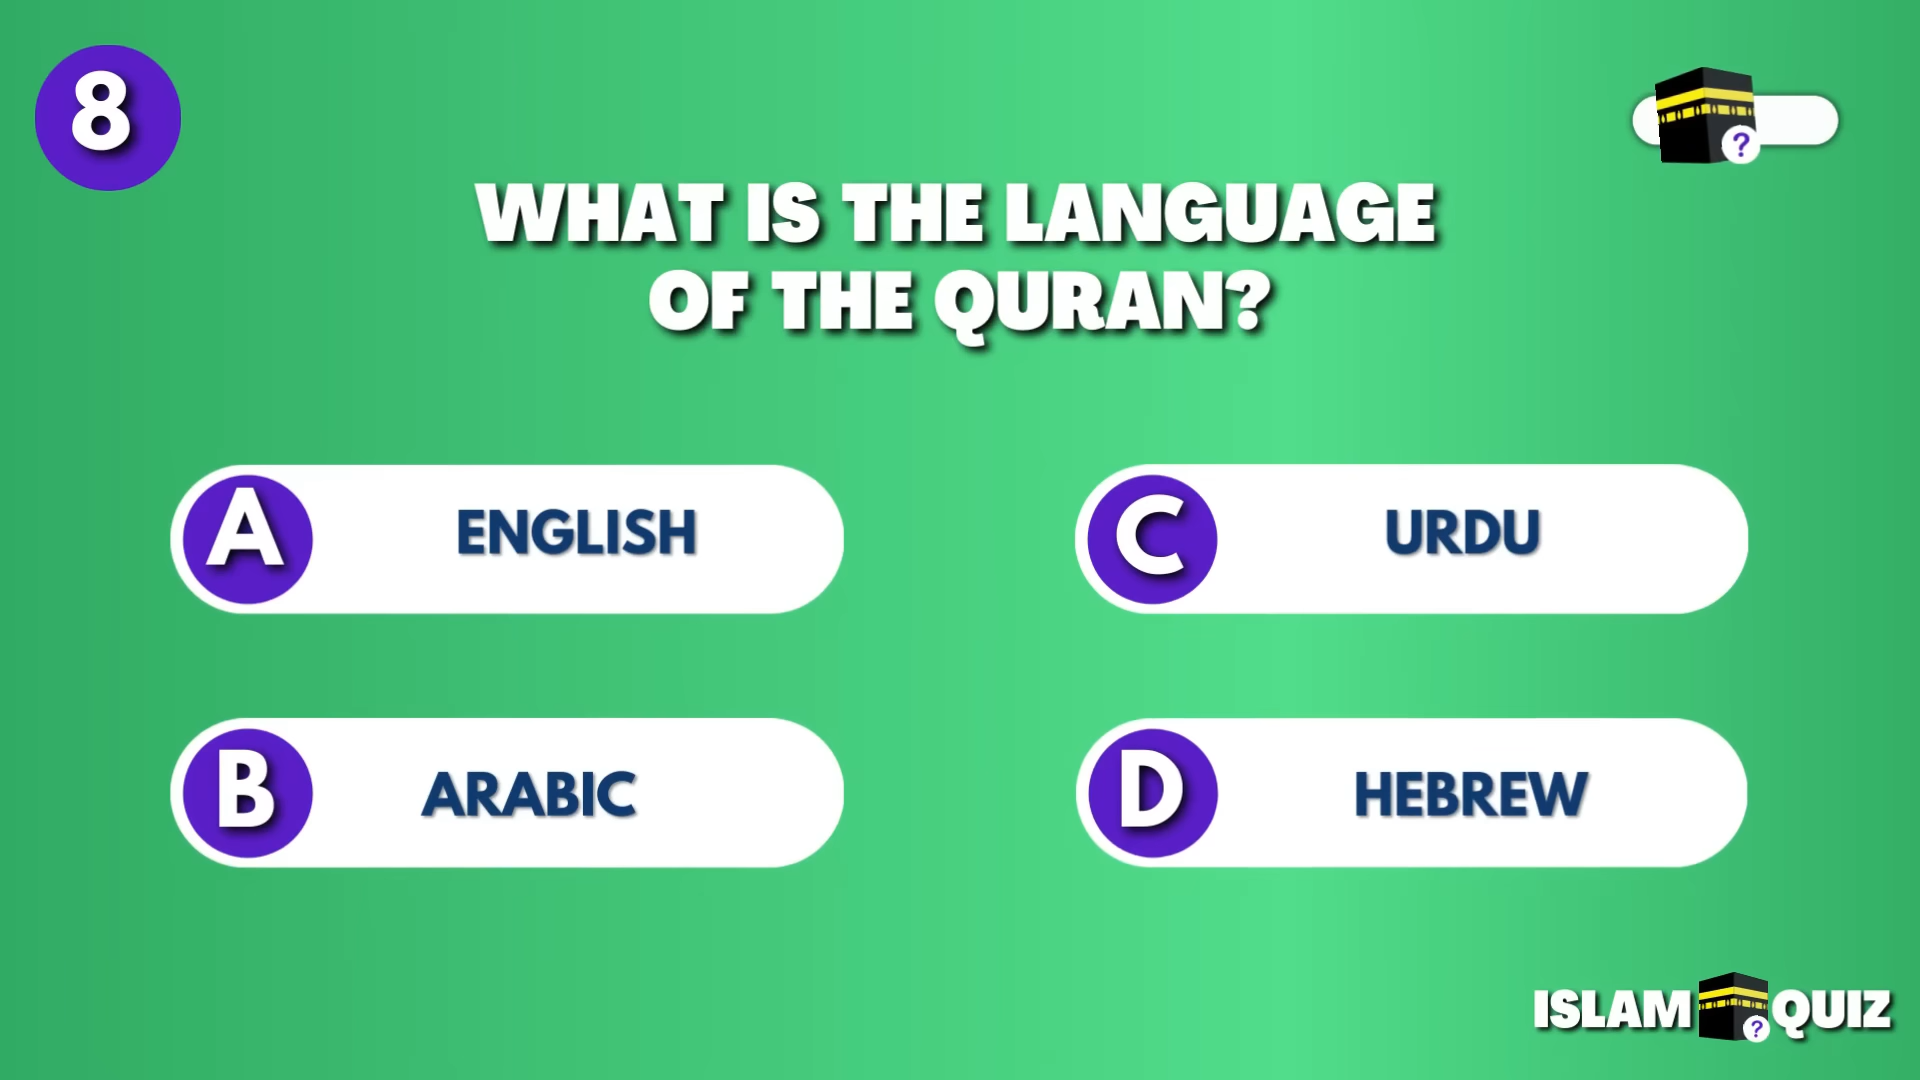 8
?
WHAT IS THE LANGUAGE
OF THE QURAN?
A ENGLISH
C URDU
B ARABIC
D HEBREW
ISLAM ? QUIZ